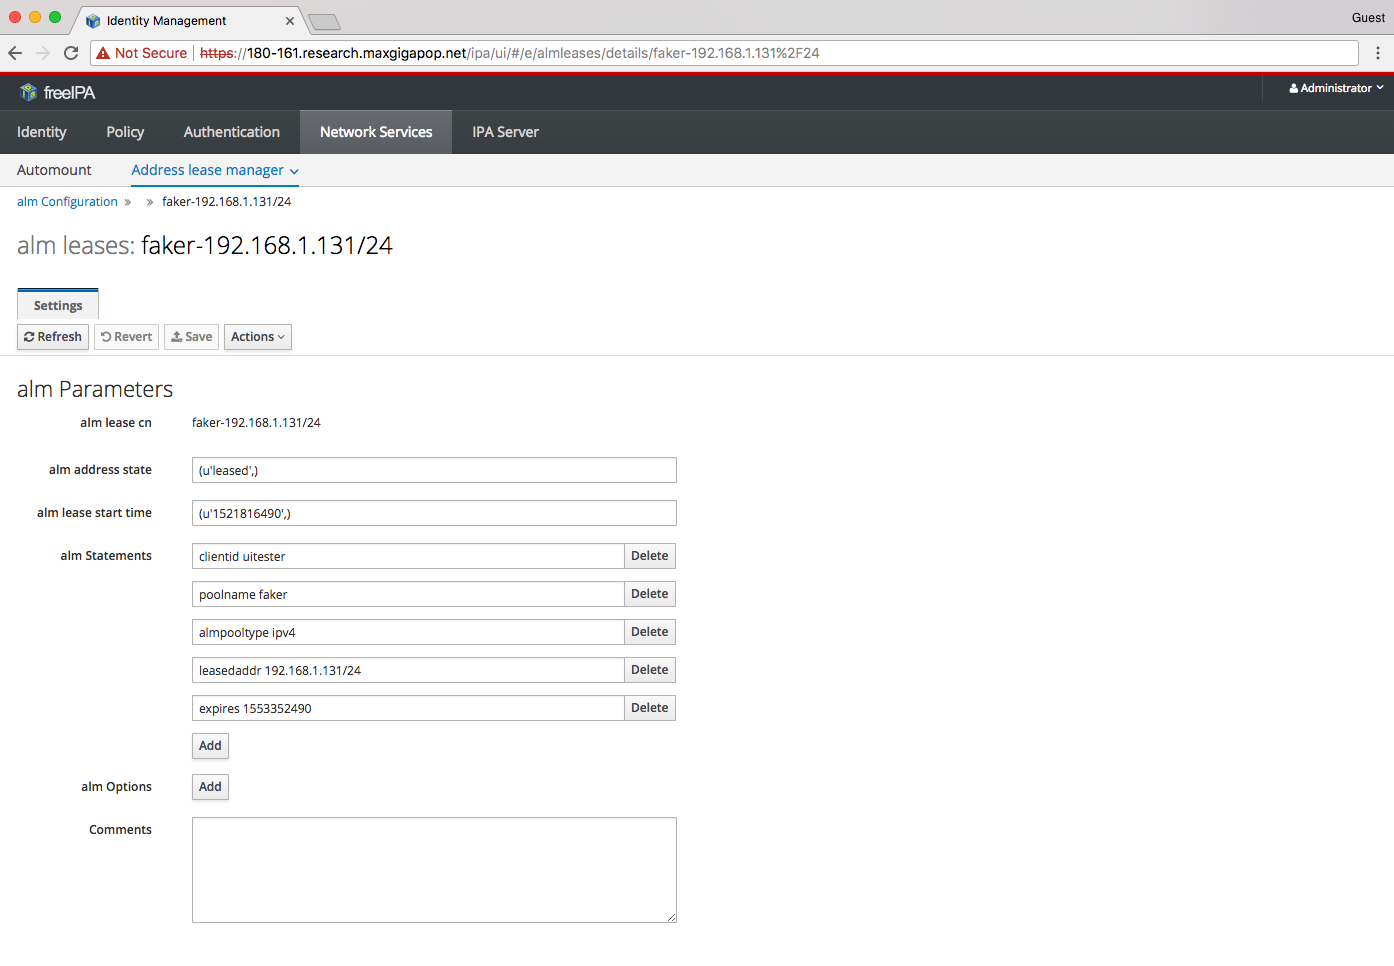 Identity Management
Guest
Not Secure https://180-161.research.maxgigapop.net/ipa/ui/#/e/almleases/details/faker-192.168.1.131%2F24
freeIPA
Administrator
Identity Policy Authentication Network Services IPA Server
Automount Address lease manager
alm Configuration » » faker-192.168.1.131/24
alm leases: faker-192.168.1.131/24
Settings
Refresh Revert Save Actions
alm Parameters
alm lease cn faker-192.168.1.131/24
alm address state (u'leased',)
alm lease start time (u'1521816490',)
alm Statements clientid uitester Delete
poolname faker Delete
almpooltype ipv4 Delete
leasedaddr 192.168.1.131/24 Delete
expires 1553352490 Delete
Add
alm Options Add
Comments